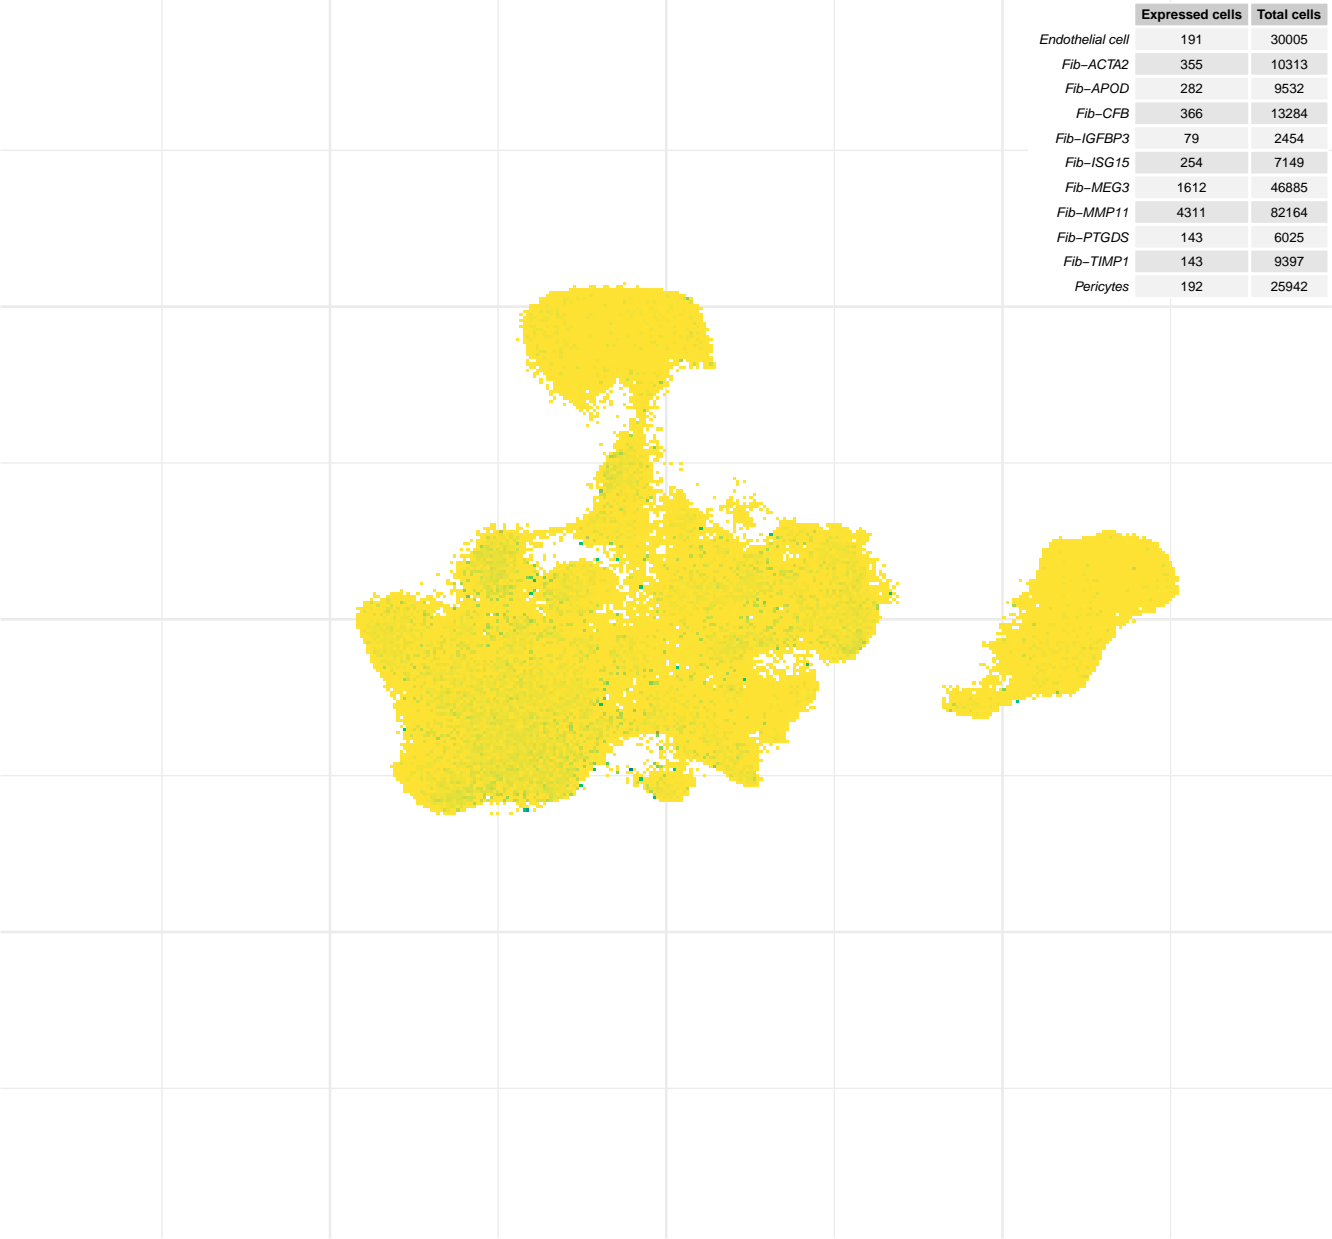 Expressed cells Total cells
Endothelial cell 191 30005
Fib−ACTA2 355 10313
Fib−APOD 282 9532
Fib−CFB 366 13284
Fib−IGFBP3 79 2454
Fib−ISG15 254 7149
Fib−MEG3 1612 46885
Fib−MMP11 4311 82164
Fib−PTGDS 143 6025
Fib−TIMP1 143 9397
Pericytes 192 25942